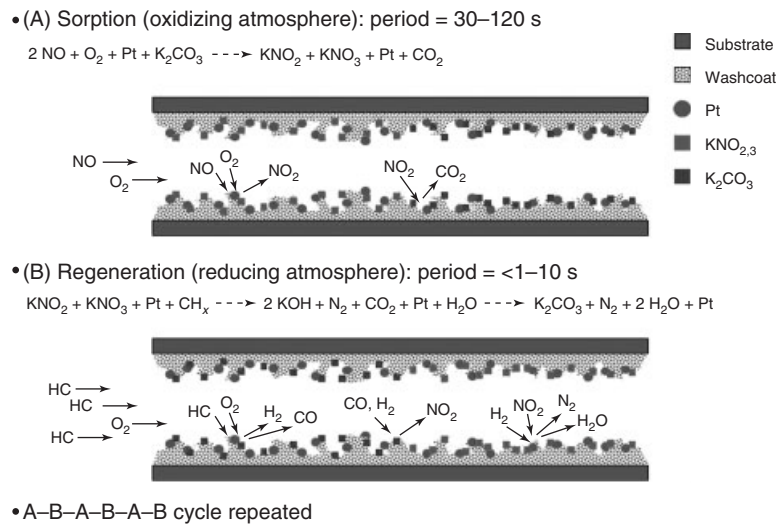 • (A) Sorption (oxidizing atmosphere): period = 30–120 s
2 NO + O₂ + Pt + K₂CO₃ ---→ KNO₂ + KNO₃ + Pt + CO₂
Substrate
Washcoat
Pt
KNO₂,₃
K₂CO₃
NO
O₂
NO
O₂
NO₂
NO₂
CO₂
• (B) Regeneration (reducing atmosphere): period = <1–10 s
KNO₂ + KNO₃ + Pt + CHₓ ---→ 2 KOH + N₂ + CO₂ + Pt + H₂O ---→ K₂CO₃ + N₂ + 2 H₂O + Pt
HC
HC
O₂
HC
HC
O₂
H₂
CO
CO, H₂
NO₂
H₂
NO₂
N₂
H₂O
• A–B–A–B–A–B cycle repeated